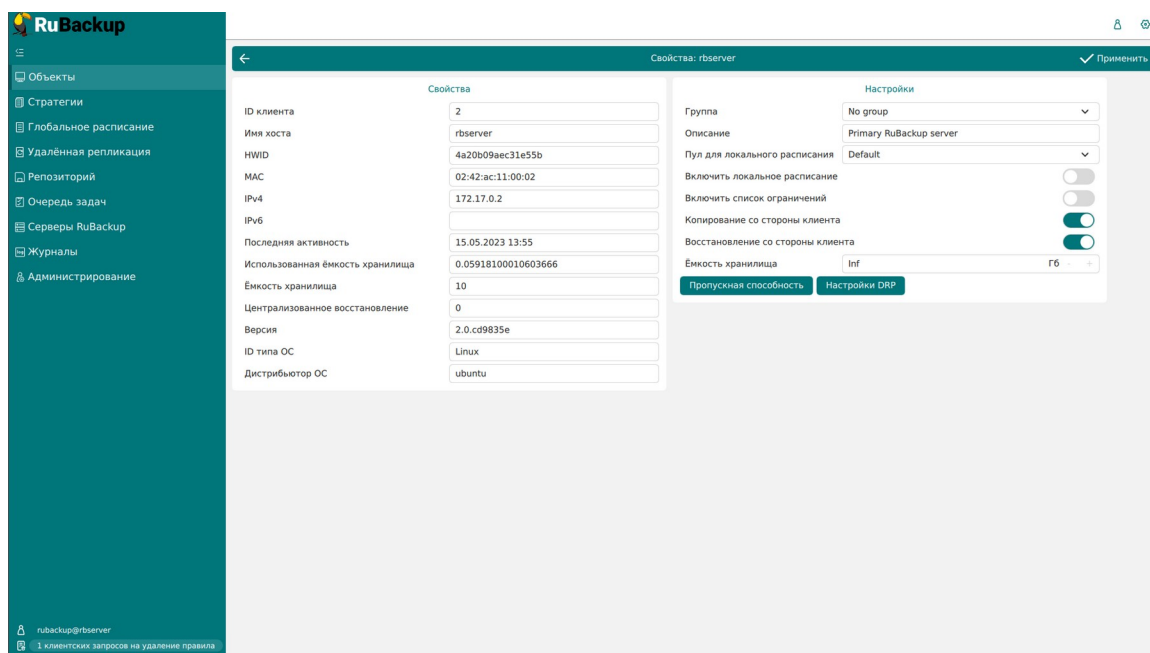 RuBackup
Объекты
Стратегии
Глобальное расписание
Удалённая репликация
Репозиторий
Очередь задач
Серверы RuBackup
Журналы
Администрирование
rubackup@rbserver
1 клиентских запросов на удаление правила
Свойства: rbserver
Применить
Свойства
ID клиента 2
Имя хоста rbserver
HWID 4a20b09aec31e55b
MAC 02:42:ac:11:00:02
IPv4 172.17.0.2
IPv6
Последняя активность 15.05.2023 13:55
Использованная ёмкость хранилища 0.05918100010603666
Ёмкость хранилища 10
Централизованное восстановление 0
Версия 2.0.cd9835e
ID типа ОС Linux
Дистрибьютор ОС ubuntu
Настройки
Группа No group
Описание Primary RuBackup server
Пул для локального расписания Default
Включить локальное расписание
Включить список ограничений
Копирование со стороны клиента
Восстановление со стороны клиента
Ёмкость хранилища Inf Гб - +
Пропускная способность Настройки DRP